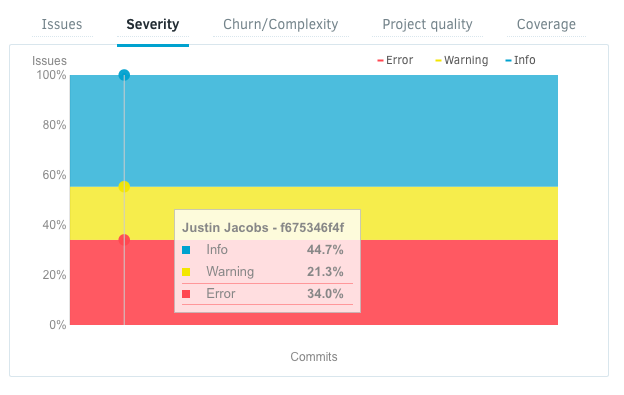 Issues Severity Churn/Complexity Project quality Coverage
Issues Error Warning Info
100%
80%
60%
40%
Justin Jacobs - f675346f4f
Info 44.7%
Warning 21.3%
20%
Error 34.0%
0%
Commits